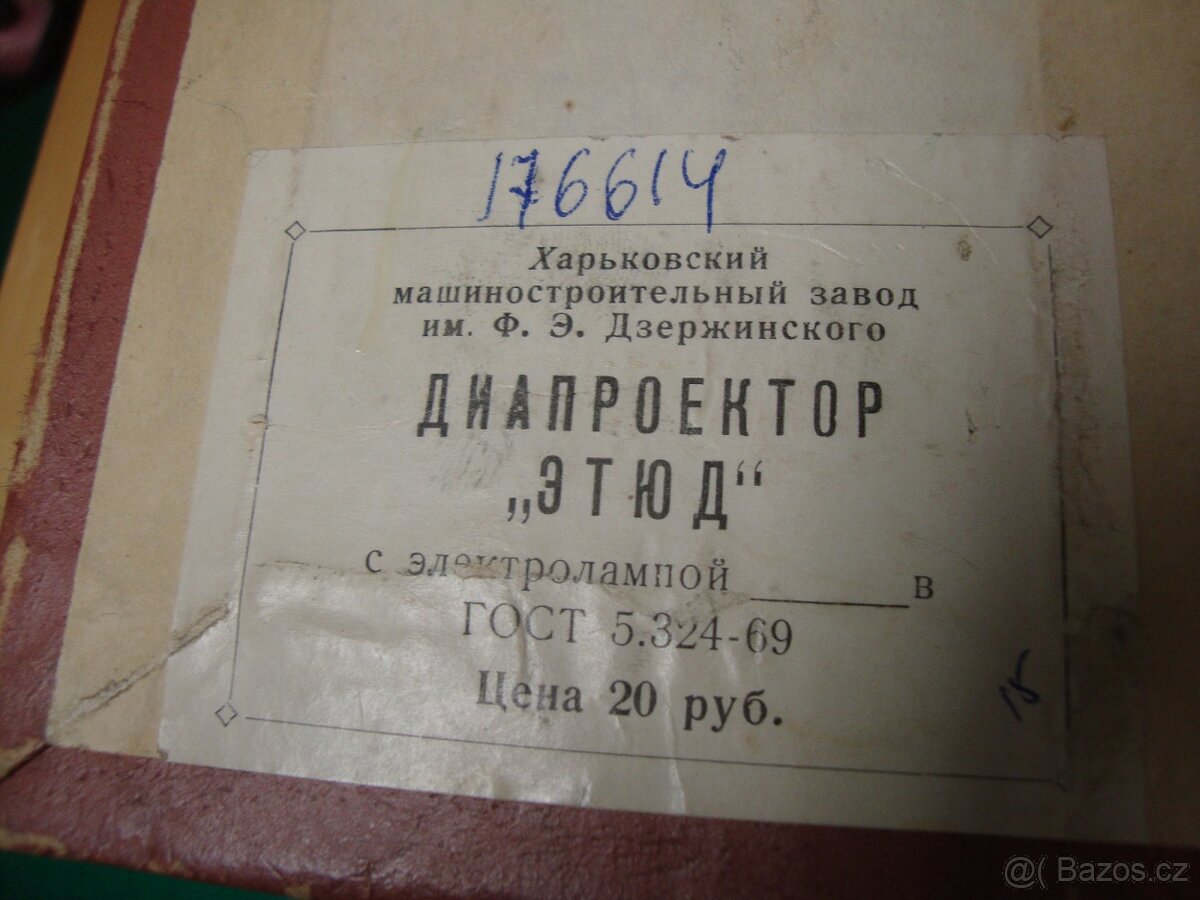 176614
Харьковский
машиностроительный завод
им. Ф. Э. Дзержинского
ДИАПРОЕКТОР
„ЭТЮД“
с электролампой ______ в
ГОСТ 5.324-69
Цена 20 руб.
15
@( Bazos.cz